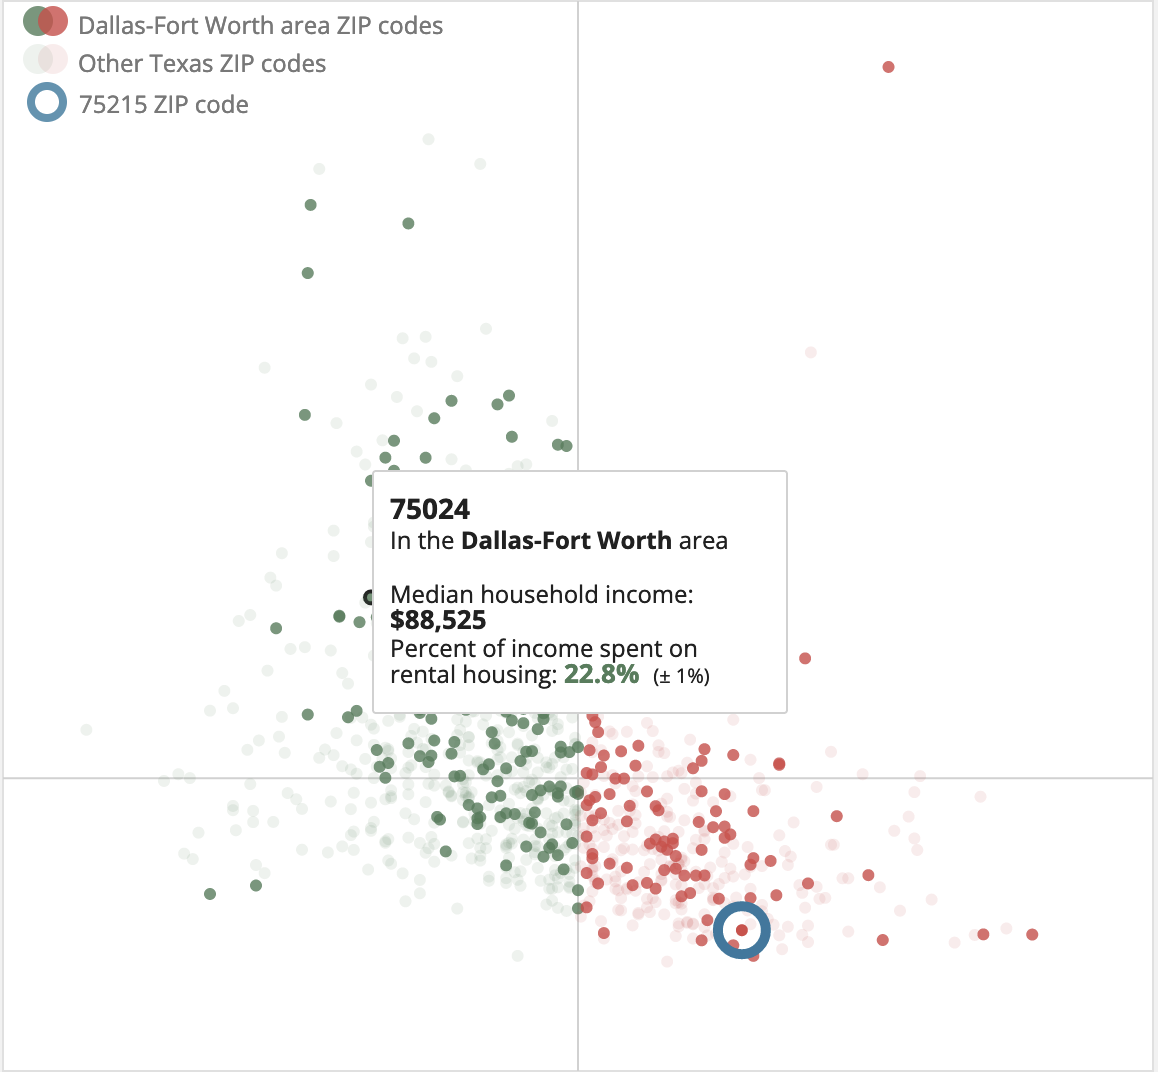 Dallas-Fort Worth area ZIP codes
Other Texas ZIP codes
75215 ZIP code
75024
In the Dallas-Fort Worth area
Median household income:
$88,525
Percent of income spent on
rental housing: 22.8% (± 1%)